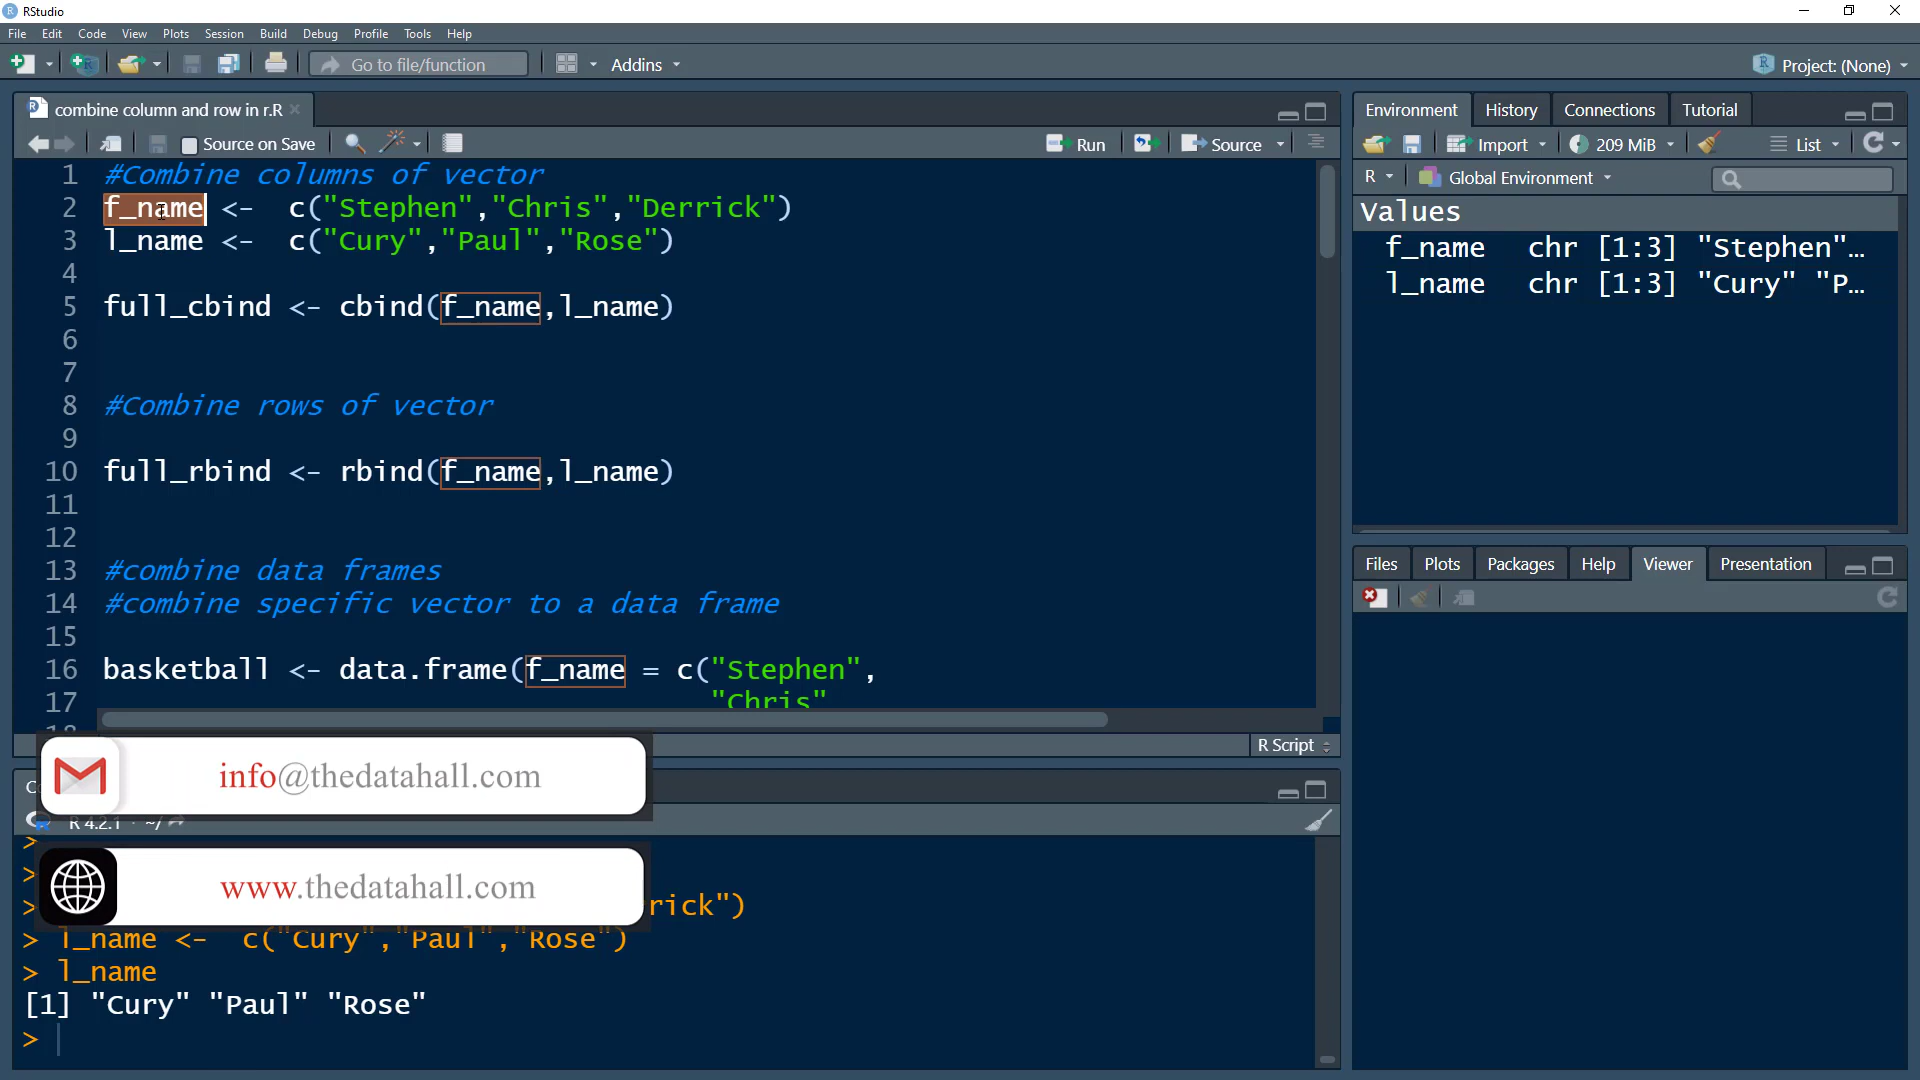 RStudio
File Edit Code View Plots Session Build Debug Profile Tools Help
Go to file/function Addins Project: (None)
combine column and row in r.R
Source on Save Run Source
1 #Combine columns of vector
2 f_name <-  c("Stephen","Chris","Derrick")
3 l_name <-  c("Cury","Paul","Rose")
4
5 full_cbind <- cbind(f_name,l_name)
6
7
8 #Combine rows of vector
9
10 full_rbind <- rbind(f_name,l_name)
11
12
13 #combine data frames
14 #combine specific vector to a data frame
15
16 basketball <- data.frame(f_name = c("Stephen",
17 "Chris"
R Script
info@thedatahall.com
R 4.2.1 · ~/
>
>
www.thedatahall.com
> rick")
> l_name <-  c("Cury","Paul","Rose")
> l_name
[1] "Cury" "Paul" "Rose"
>
Environment History Connections Tutorial
Import 209 MiB List
R Global Environment
Values
f_name chr [1:3] "Stephen"…
l_name chr [1:3] "Cury" "P…
Files Plots Packages Help Viewer Presentation